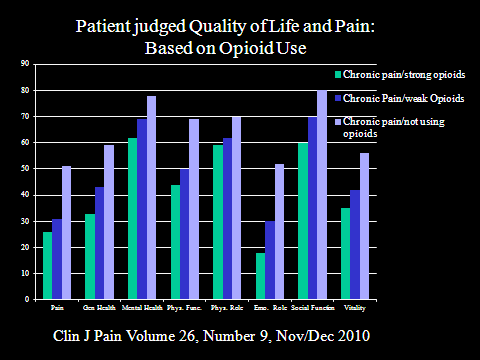 Patient judged Quality of Life and Pain:
Based on Opioid Use
90
80
70
60
50
40
30
20
10
0
Chronic pain/strong opioids
Chronic Pain/weak Opioids
Chronic pain/not using
opioids
Pain
Gen Health
Mental Health
Phys. Func.
Phys. Role
Emo. Role
Social Function
Vitality
Clin J Pain Volume 26, Number 9, Nov/Dec 2010